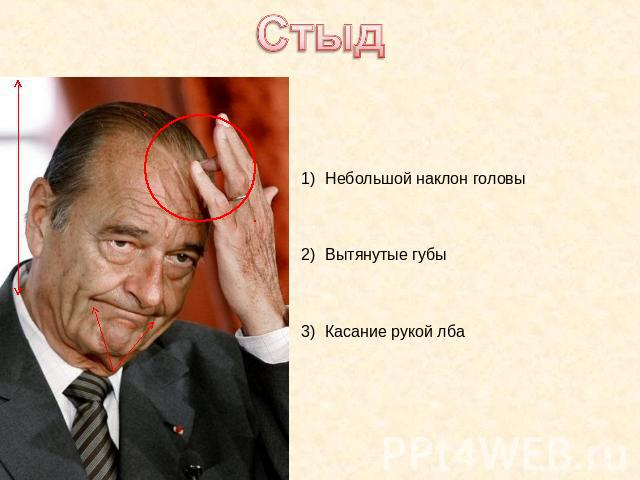 Стыд
1) Небольшой наклон головы
2) Вытянутые губы
3) Касание рукой лба
PPt4WEB.ru